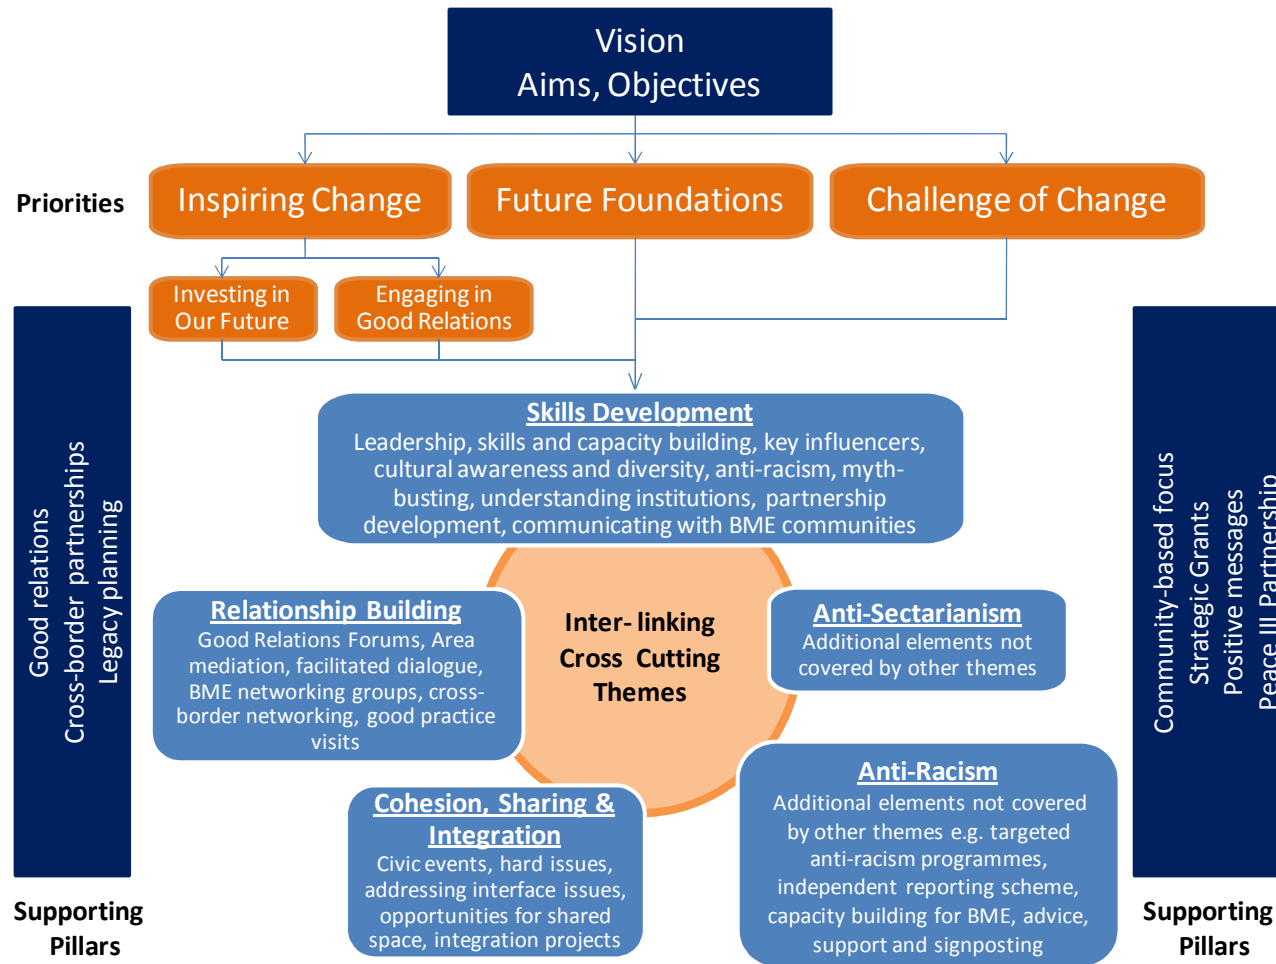 Vision
Aims, Objectives
Priorities
Inspiring Change
Future Foundations
Challenge of Change
Investing in
Our Future
Engaging in
Good Relations
Good relations
Cross-border partnerships
Legacy planning
Supporting
Pillars
Skills Development
Leadership, skills and capacity building, key influencers,
cultural awareness and diversity, anti-racism, myth-
busting, understanding institutions, partnership
development, communicating with BME communities
Relationship Building
Good Relations Forums, Area
mediation, facilitated dialogue,
BME networking groups, cross-
border networking, good practice
visits
Inter- linking
Cross Cutting
Themes
Anti-Sectarianism
Additional elements not
covered by other themes
Cohesion, Sharing &
Integration
Civic events, hard issues,
addressing interface issues,
opportunities for shared
space, integration projects
Anti-Racism
Additional elements not covered
by other themes e.g. targeted
anti-racism programmes,
independent reporting scheme,
capacity building for BME, advice,
support and signposting
Community-based focus
Strategic Grants
Positive messages
Peace III Partnership
Supporting
Pillars